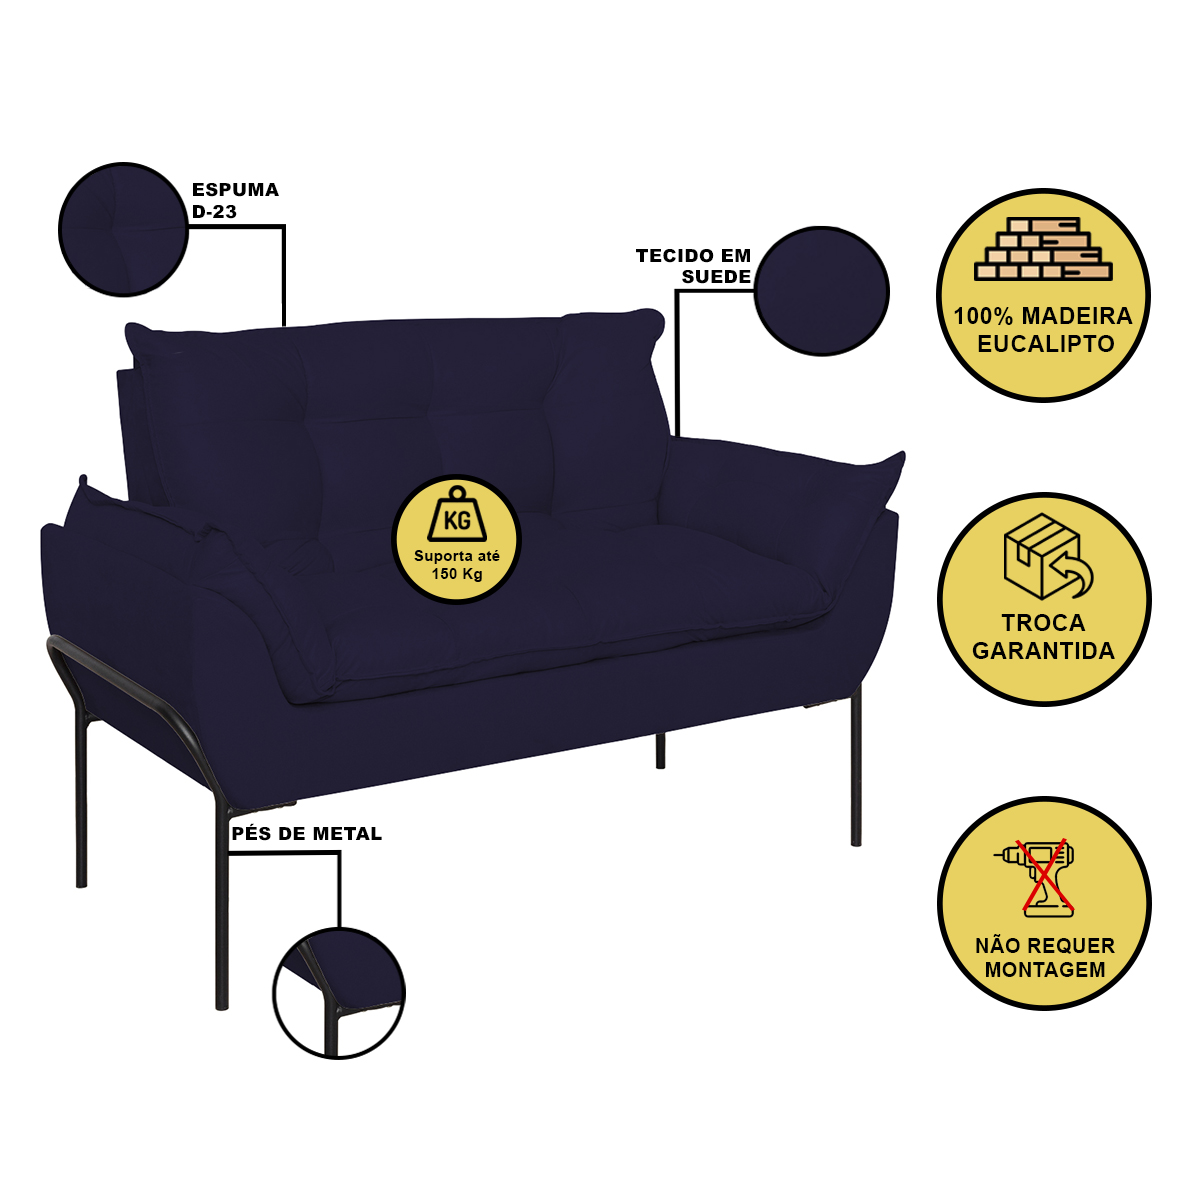 ESPUMA
D-23
TECIDO EM
SUEDE
100% MADEIRA
EUCALIPTO
KG
Suporta até
150 Kg
TROCA
GARANTIDA
PÉS DE METAL
NÃO REQUER
MONTAGEM